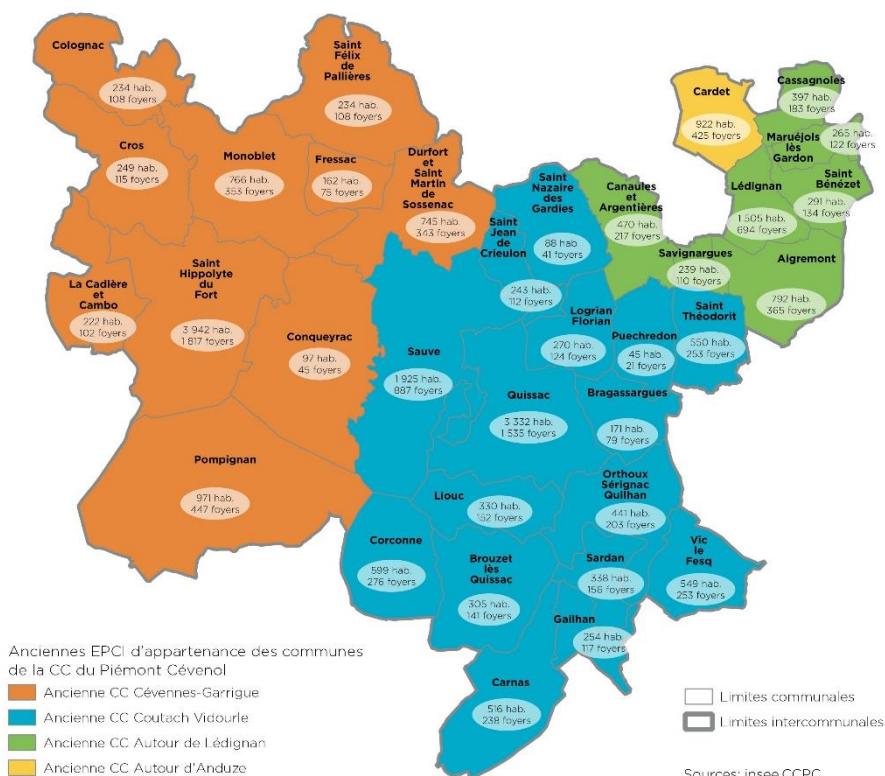 Colognac
234 hab.
108 foyers
Saint
Félix
de
Pallières
234 hab.
108 foyers
Cros
249 hab.
115 foyers
Monoblet
766 hab.
353 foyers
Fressac
162 hab.
75 foyers
Durfort et
Saint
Martin
de
Sossenac
745 hab.
343 foyers
La Cadière
et
Cambo
222 hab.
102 foyers
Saint
Hippolyte
du
Fort
3 942 hab.
1 817 foyers
Conqueyrac
97 hab.
45 foyers
Pompignan
971 hab.
447 foyers
Cardet
922 hab.
425 foyers
Cassagnoles
397 hab.
183 foyers
Maruéjols
lès
Gardon
265 hab.
122 foyers
Saint
Bénézet
291 hab.
134 foyers
Lédignan
1 505 hab.
694 foyers
Aigremont
792 hab.
365 foyers
Savignargues
239 hab.
110 foyers
Canaules
et
Argentières
470 hab.
217 foyers
Saint
Nazaire
des
Gardies
88 hab.
41 foyers
Saint
Jean
de
Crieulon
243 hab.
112 foyers
Logrian
Florian
270 hab.
124 foyers
Puechredon
45 hab.
21 foyers
Saint
Théodorit
550 hab.
253 foyers
Sauve
1 925 hab.
887 foyers
Quissac
3 332 hab.
1 535 foyers
Bragassargues
171 hab.
79 foyers
Orthoux
Sérignac
Quilhan
441 hab.
203 foyers
Liouc
330 hab.
152 foyers
Corconne
599 hab.
276 foyers
Brouzet
lès
Quissac
305 hab.
141 foyers
Sardan
338 hab.
156 foyers
Vic
le
Fesq
549 hab.
253 foyers
Gailhan
254 hab.
117 foyers
Carnas
516 hab.
238 foyers
Anciennes EPCI d'appartenance des communes
de la CC du Piémont Cévenol
Ancienne CC Cévennes-Garrigue
Ancienne CC Coutach Vidourle
Ancienne CC Autour de Lédignan
Ancienne CC Autour d'Anduze
Limites communales
Limites intercommunales
Sources: insee,CCPC